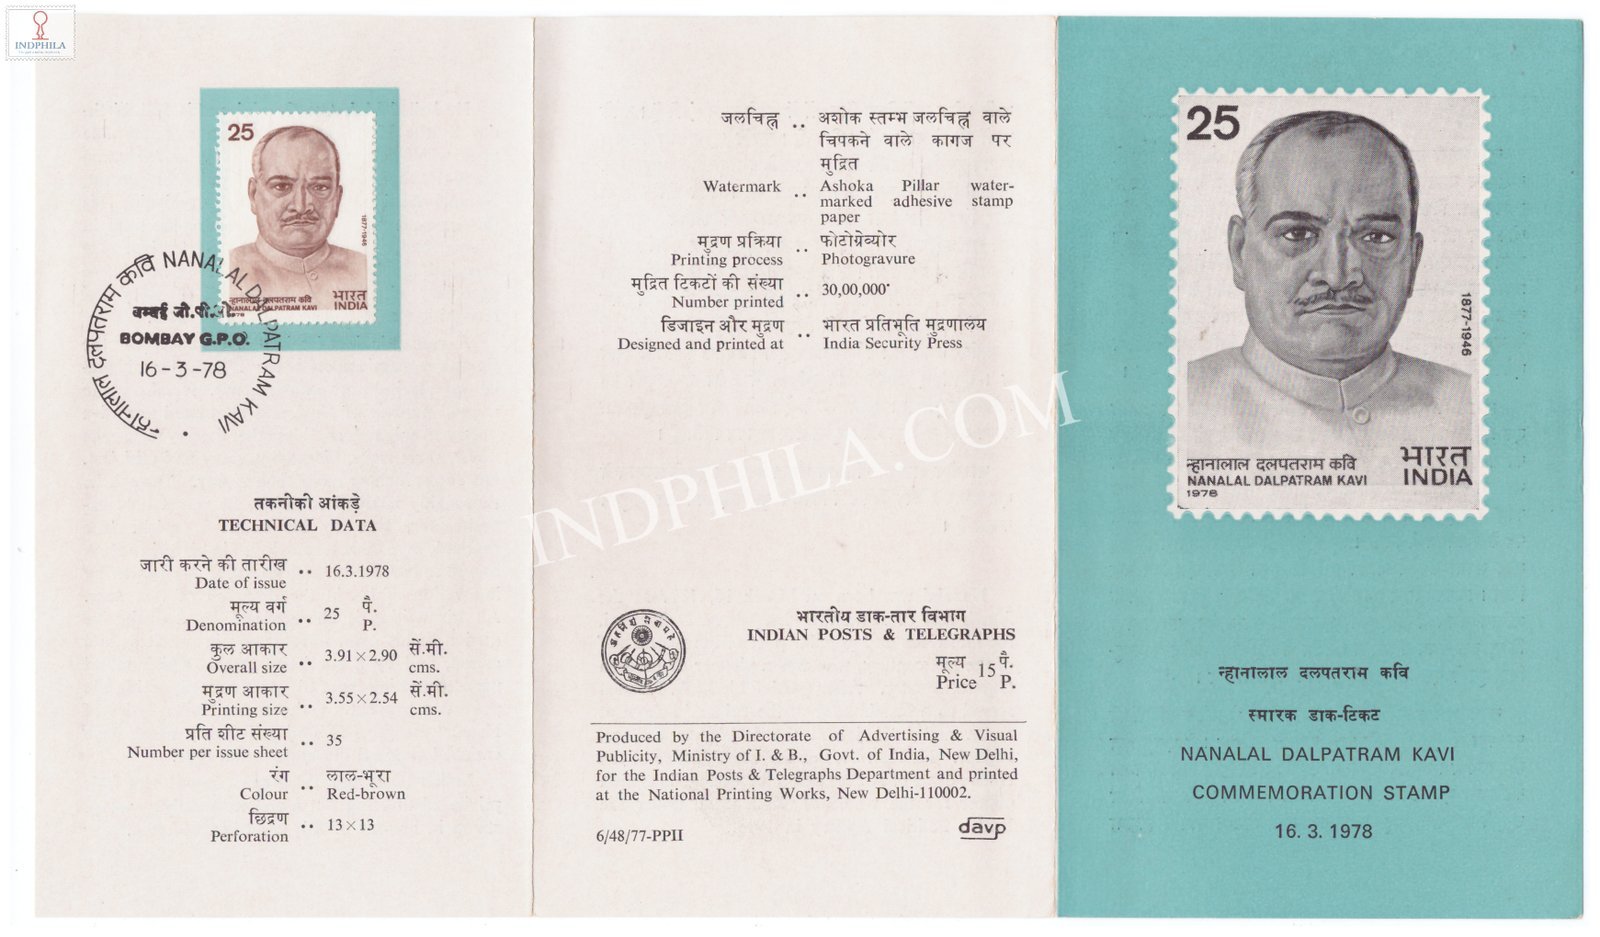 INDPHILA
25
1877-1946
न्हानालाल दलपतराम कवि
NANALAL DALPATRAM KAVI
1978
भारत
INDIA
न्हानालाल दलपतराम कवि NANALAL DALPATRAM KAVI
बम्बई जी.पी.ओ.
BOMBAY G.P.O.
16-3-78
तकनीकी आंकड़े
TECHNICAL DATA
जारी करने की तारीख
Date of issue .. 16.3.1978
मूल्य वर्ग .. 25 पै.
Denomination P.
कुल आकार .. 3.91×2.90 सें.मी.
Overall size cms.
मुद्रण आकार .. 3.55×2.54 सें.मी.
Printing size cms.
प्रति शीट संख्या
Number per issue sheet .. 35
रंग .. लाल-भूरा
Colour Red-brown
छिद्रण
Perforation .. 13×13
जलचिह्न .. अशोक स्तम्भ जलचिह्न वाले
चिपकने वाले कागज पर
मुद्रित
Watermark .. Ashoka Pillar water-
marked adhesive stamp
paper
मुद्रण प्रक्रिया .. फोटोग्रेव्योर
Printing process Photogravure
मुद्रित टिकटों की संख्या
Number printed .. 30,00,000
डिजाइन और मुद्रण .. भारत प्रतिभूति मुद्रणालय
Designed and printed at India Security Press
भारतीय डाक-तार विभाग
INDIAN POSTS & TELEGRAPHS
मूल्य 15 पै.
Price P.
Produced by the Directorate of Advertising & Visual
Publicity, Ministry of I. & B., Govt. of India, New Delhi,
for the Indian Posts & Telegraphs Department and printed
at the National Printing Works, New Delhi-110002.
6/48/77-PPII
davp
25
1877-1946
न्हानालाल दलपतराम कवि
NANALAL DALPATRAM KAVI
1978
भारत
INDIA
न्हानालाल दलपतराम कवि
स्मारक डाक-टिकट
NANALAL DALPATRAM KAVI
COMMEMORATION STAMP
16. 3. 1978
INDPHILA.COM